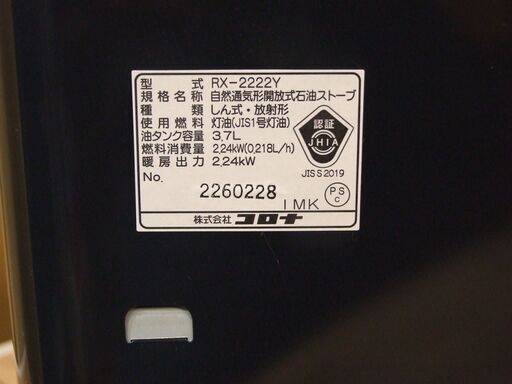 型 式 RX-2222Y
規格名称 自然通気形開放式石油ストーブ
種 類 しん式・放射形
使用燃料 灯油(JIS1号灯油)
油タンク容量 3,7L
燃料消費量 2,24kW(0,218L/h)
暖房出力 2,24kW
認証
JHIA
JIS S 2019
No. 2260228
IMK
PS
C
株式会社 コロナ